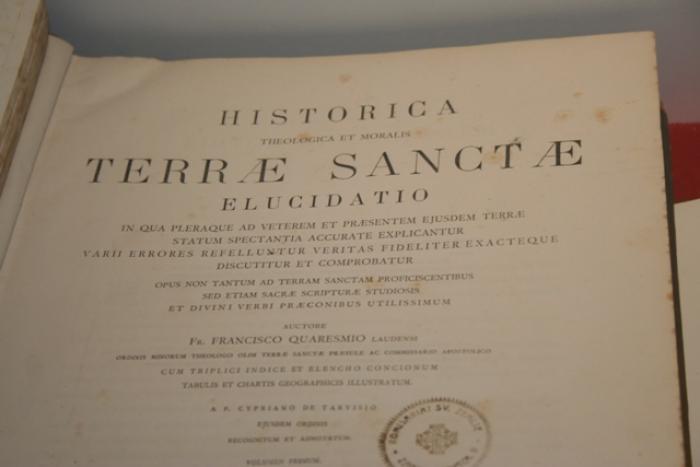 HISTORICA
THEOLOGICA ET MORALIS
TERRÆ SANCTÆ
ELUCIDATIO
IN QUA PLERAQUE AD VETEREM ET PRÆSENTEM EJUSDEM TERRÆ
STATUM SPECTANTIA ACCURATE EXPLICANTUR
VARII ERRORES REFELLUNTUR VERITAS FIDELITER EXACTEQUE
DISCUTITUR ET COMPROBATUR
OPUS NON TANTUM AD TERRAM SANCTAM PROFICISCENTIBUS
SED ETIAM SACRÆ SCRIPTURÆ STUDIOSIS
ET DIVINI VERBI PRÆCONIBUS UTILISSIMUM
AUCTORE
FR. FRANCISCO QUARESMIO LAUDENSI
ORDINIS MINORUM THEOLOGO OLIM TERRÆ SANCTÆ PRÆSULE AC COMMISSARIO APOSTOLICO
CUM TRIPLICI INDICE ET ELENCHO CONCIONUM
TABULIS ET CHARTIS GEOGRAPHICIS ILLUSTRATUM.
A P. CYPRIANO DE TARVISIO
EJUSDEM ORDINIS
RECOGNITUM ET ADNOTATUM.
VOLUMEN PRIMUM.